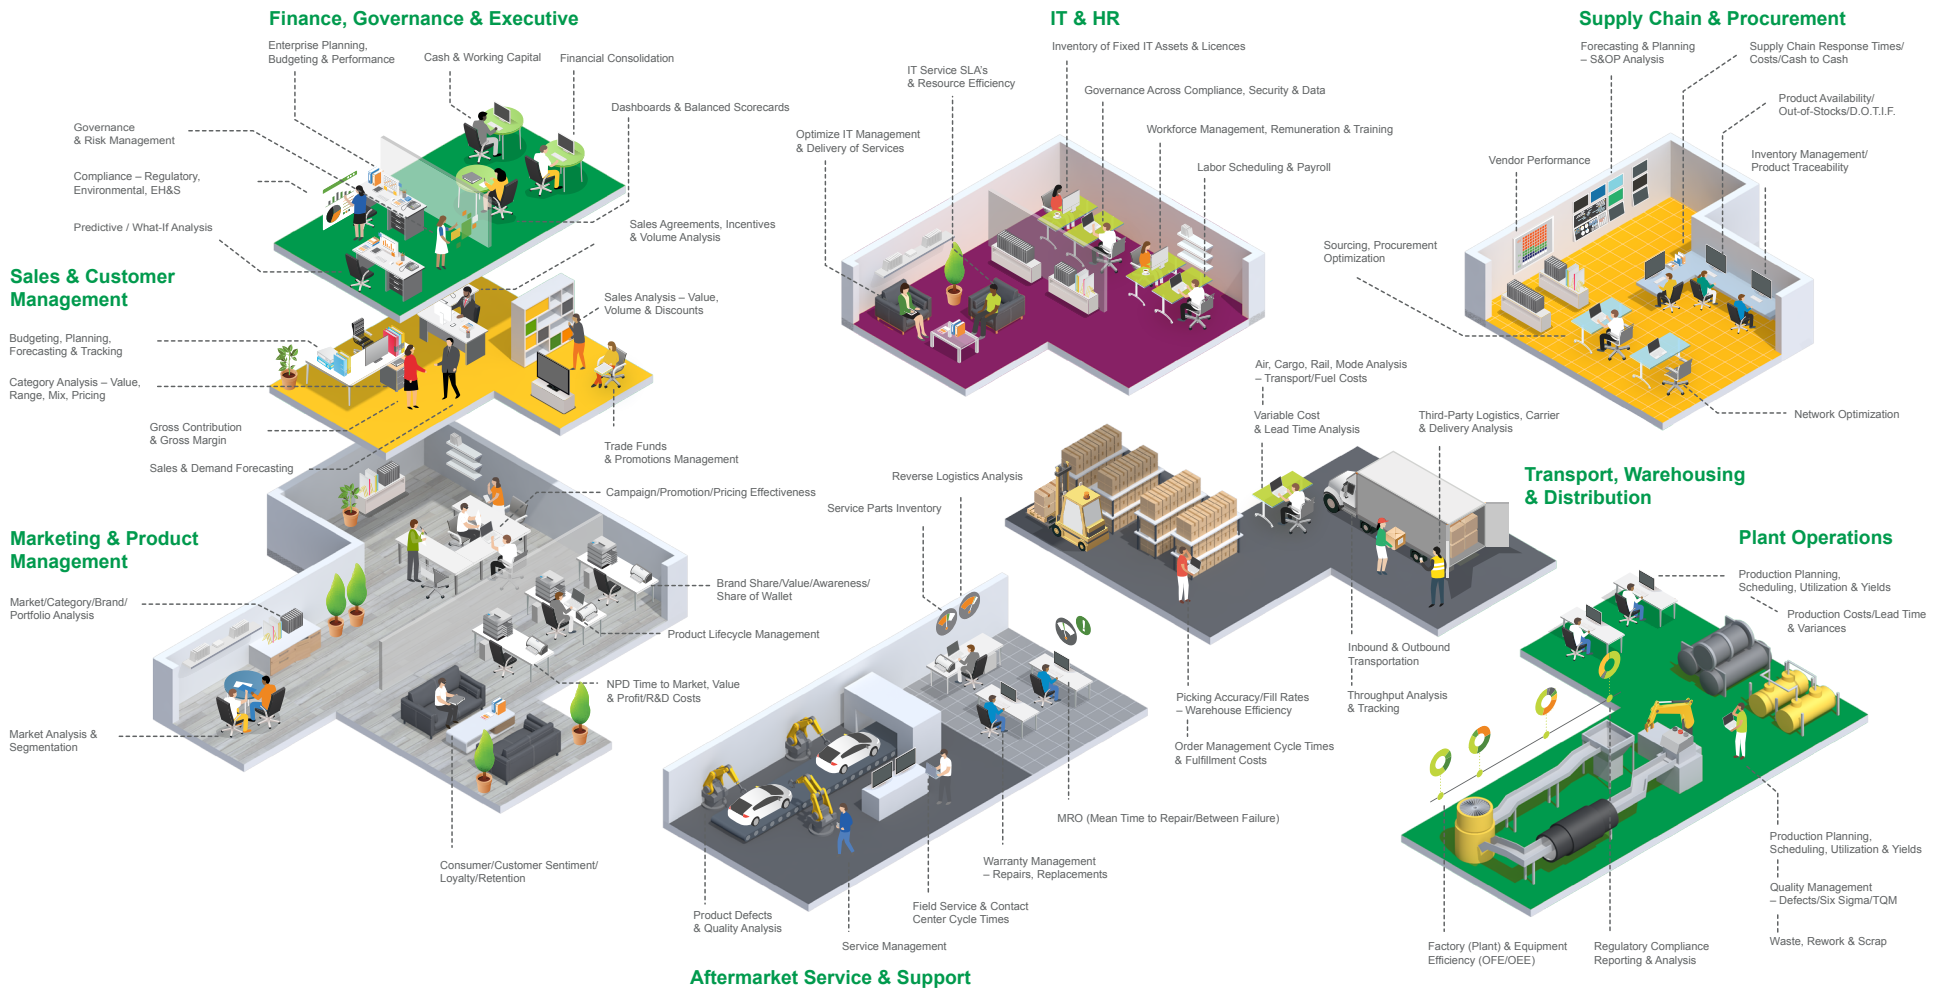 Finance, Governance & Executive
Enterprise Planning,
Budgeting & Performance
Cash & Working Capital
Financial Consolidation
Dashboards & Balanced Scorecards
Governance
& Risk Management
Compliance – Regulatory,
Environmental, EH&S
Predictive / What-If Analysis
Sales & Customer
Management
Sales Agreements, Incentives
& Volume Analysis
Sales Analysis – Value,
Volume & Discounts
Budgeting, Planning,
Forecasting & Tracking
Category Analysis – Value,
Range, Mix, Pricing
Gross Contribution
& Gross Margin
Sales & Demand Forecasting
Trade Funds
& Promotions Management
Marketing & Product
Management
Campaign/Promotion/Pricing Effectiveness
Market/Category/Brand/
Portfolio Analysis
Brand Share/Value/Awareness/
Share of Wallet
Product Lifecycle Management
NPD Time to Market, Value
& Profit/R&D Costs
Market Analysis &
Segmentation
Consumer/Customer Sentiment/
Loyalty/Retention
IT & HR
Inventory of Fixed IT Assets & Licences
IT Service SLA's
& Resource Efficiency
Governance Across Compliance, Security & Data
Optimize IT Management
& Delivery of Services
Workforce Management, Remuneration & Training
Labor Scheduling & Payroll
Supply Chain & Procurement
Forecasting & Planning
– S&OP Analysis
Supply Chain Response Times/
Costs/Cash to Cash
Product Availability/
Out-of-Stocks/D.O.T.I.F.
Vendor Performance
Inventory Management/
Product Traceability
Sourcing, Procurement
Optimization
Network Optimization
Transport, Warehousing
& Distribution
Air, Cargo, Rail, Mode Analysis
– Transport/Fuel Costs
Variable Cost
& Lead Time Analysis
Third-Party Logistics, Carrier
& Delivery Analysis
Inbound & Outbound
Transportation
Throughput Analysis
& Tracking
Picking Accuracy/Fill Rates
– Warehouse Efficiency
Order Management Cycle Times
& Fulfillment Costs
Reverse Logistics Analysis
Service Parts Inventory
MRO (Mean Time to Repair/Between Failure)
Warranty Management
– Repairs, Replacements
Field Service & Contact
Center Cycle Times
Product Defects
& Quality Analysis
Service Management
Aftermarket Service & Support
Plant Operations
Production Planning,
Scheduling, Utilization & Yields
Production Costs/Lead Time
& Variances
Production Planning,
Scheduling, Utilization & Yields
Quality Management
– Defects/Six Sigma/TQM
Waste, Rework & Scrap
Factory (Plant) & Equipment
Efficiency (OFE/OEE)
Regulatory Compliance
Reporting & Analysis